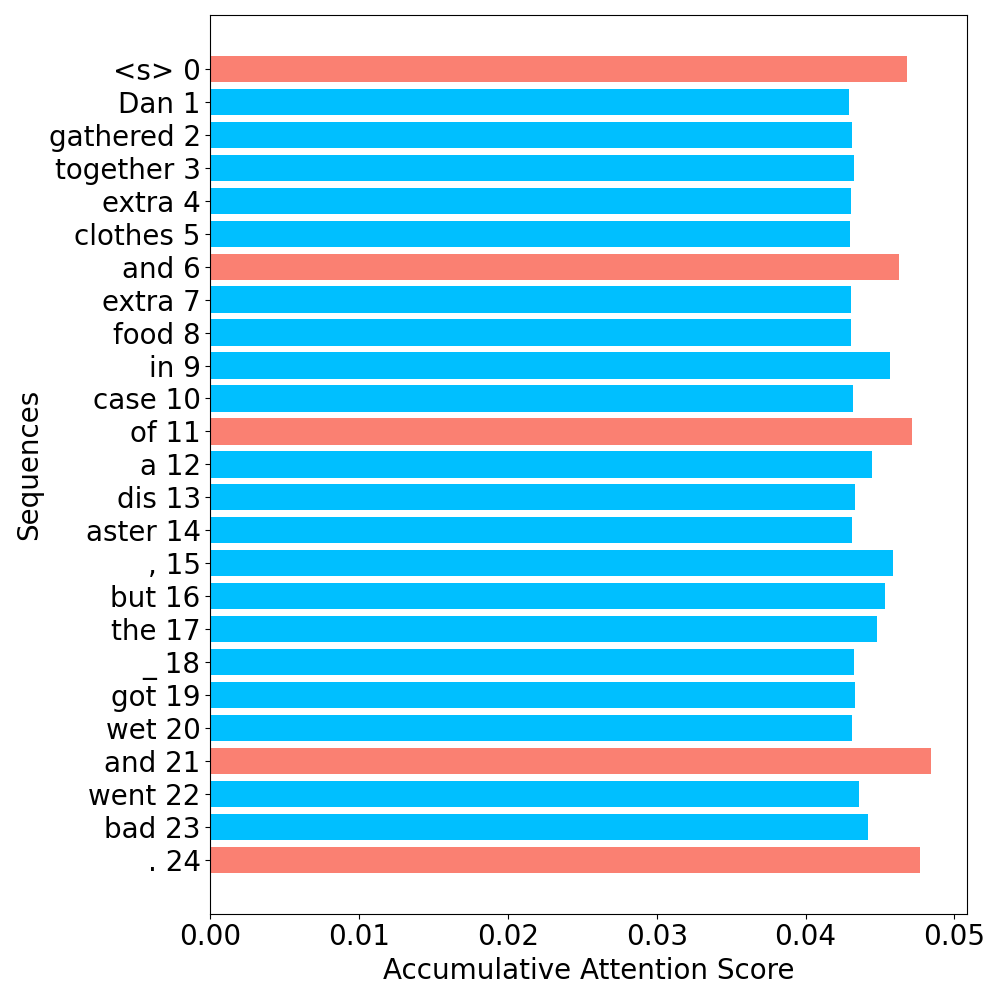 <s> 0
Dan 1
gathered 2
together 3
extra 4
clothes 5
and 6
extra 7
food 8
in 9
case 10
of 11
a 12
dis 13
aster 14
, 15
but 16
the 17
_ 18
got 19
wet 20
and 21
went 22
bad 23
. 24
Sequences
0.00 0.01 0.02 0.03 0.04 0.05
Accumulative Attention Score